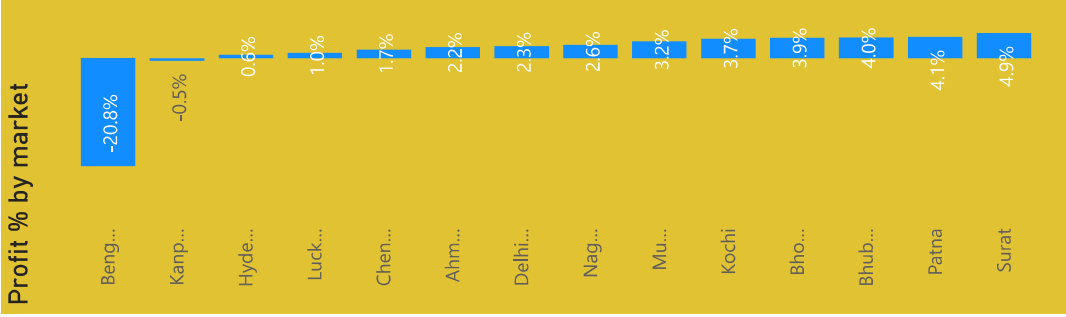 Profit % by market
-20.8%
-0.5%
0.6%
1.0%
1.7%
2.2%
2.3%
2.6%
3.2%
3.7%
3.9%
4.0%
4.1%
4.9%
Beng...
Kanp...
Hyde...
Luck...
Chen...
Ahm...
Delhi...
Nag...
Mu...
Kochi
Bho...
Bhub...
Patna
Surat